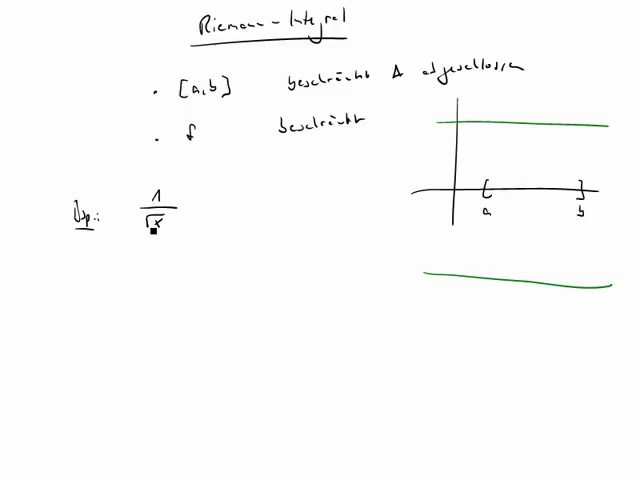 Riemann-Integral
• [a,b] beschränkt ∧ abgeschlossen
• f beschränkt
a b
Bsp.: 1/√x